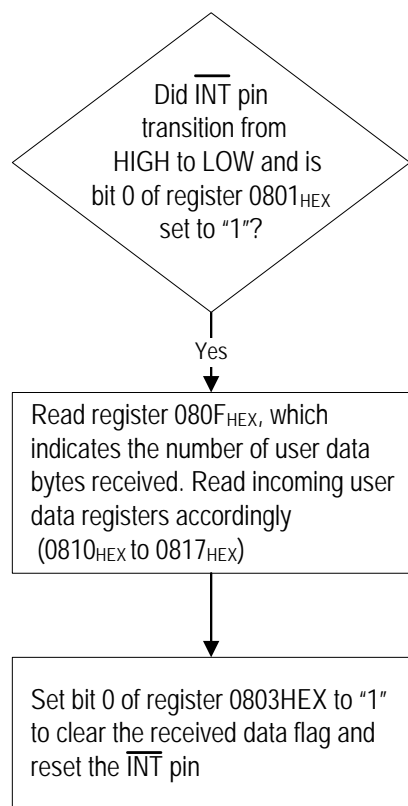 Did INT pin
transition from
HIGH to LOW and is
bit 0 of register 0801HEX
set to “1”?
Yes
Read register 080FHEX, which
indicates the number of user data
bytes received. Read incoming user
data registers accordingly
(0810HEX to 0817HEX)
Set bit 0 of register 0803HEX to “1”
to clear the received data flag and
reset the INT pin